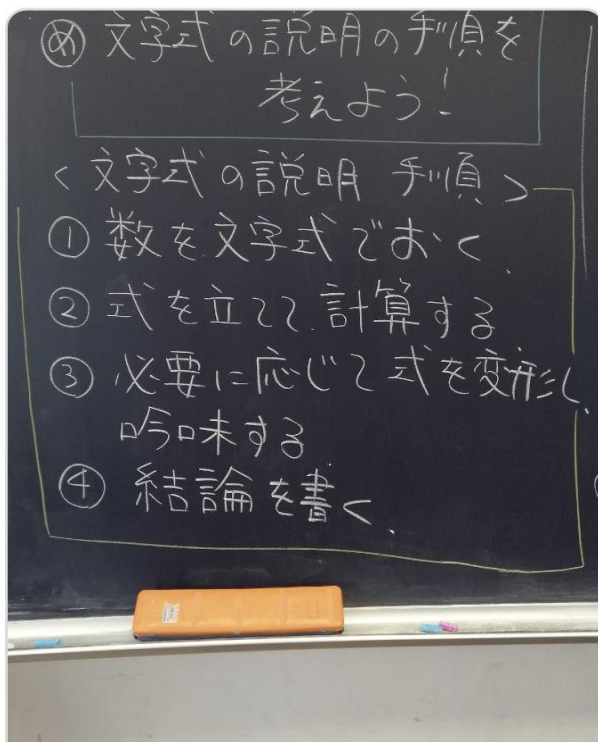 め 文字式の説明の手順を
考えよう!
<文字式の説明 手順>
① 数を文字式でおく、
② 式を立てて、計算する
③ 必要に応じて式を変形し、
吟味する
④ 結論を書く、